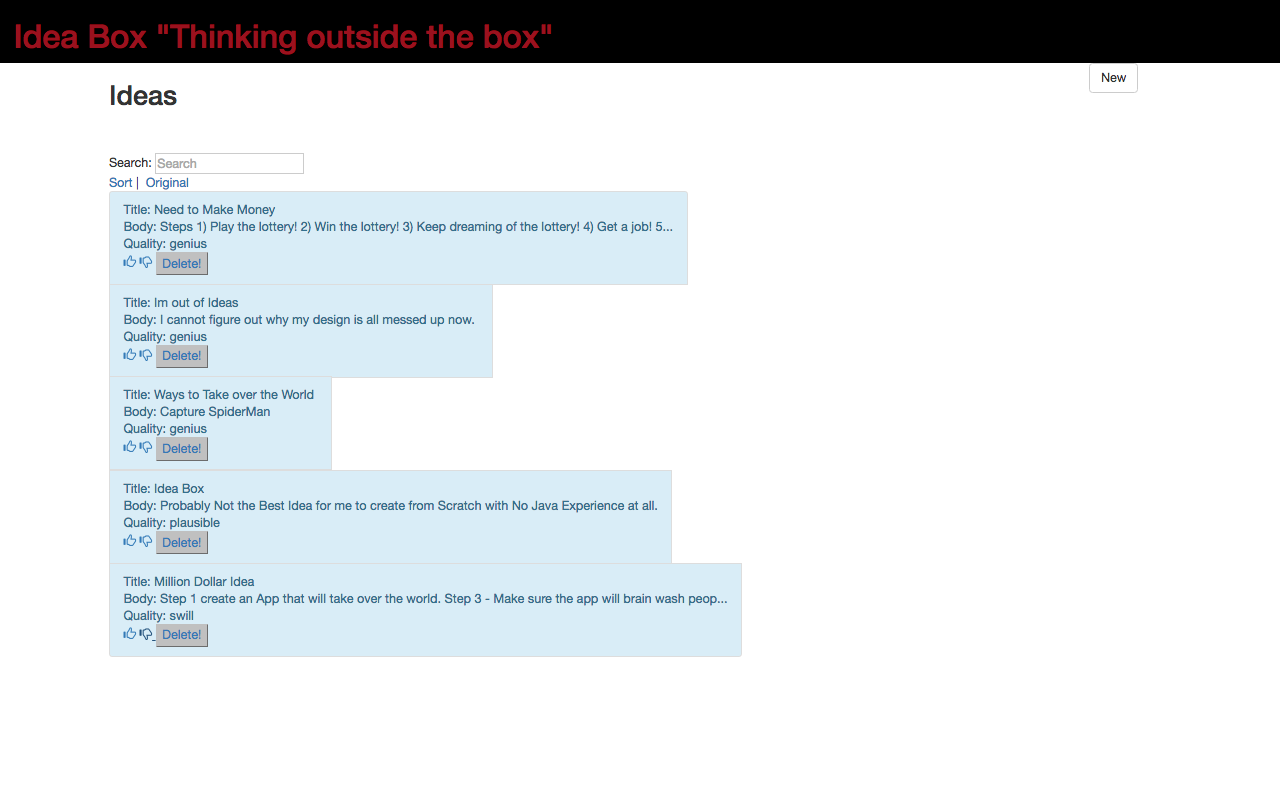 Idea Box "Thinking outside the box"
New
Ideas
Search: Search
Sort | Original
Title: Need to Make Money
Body: Steps 1) Play the lottery! 2) Win the lottery! 3) Keep dreaming of the lottery! 4) Get a job! 5...
Quality: genius
Delete!
Title: Im out of Ideas
Body: I cannot figure out why my design is all messed up now.
Quality: genius
Delete!
Title: Ways to Take over the World
Body: Capture SpiderMan
Quality: genius
Delete!
Title: Idea Box
Body: Probably Not the Best Idea for me to create from Scratch with No Java Experience at all.
Quality: plausible
Delete!
Title: Million Dollar Idea
Body: Step 1 create an App that will take over the world. Step 3 - Make sure the app will brain wash peop...
Quality: swill
Delete!